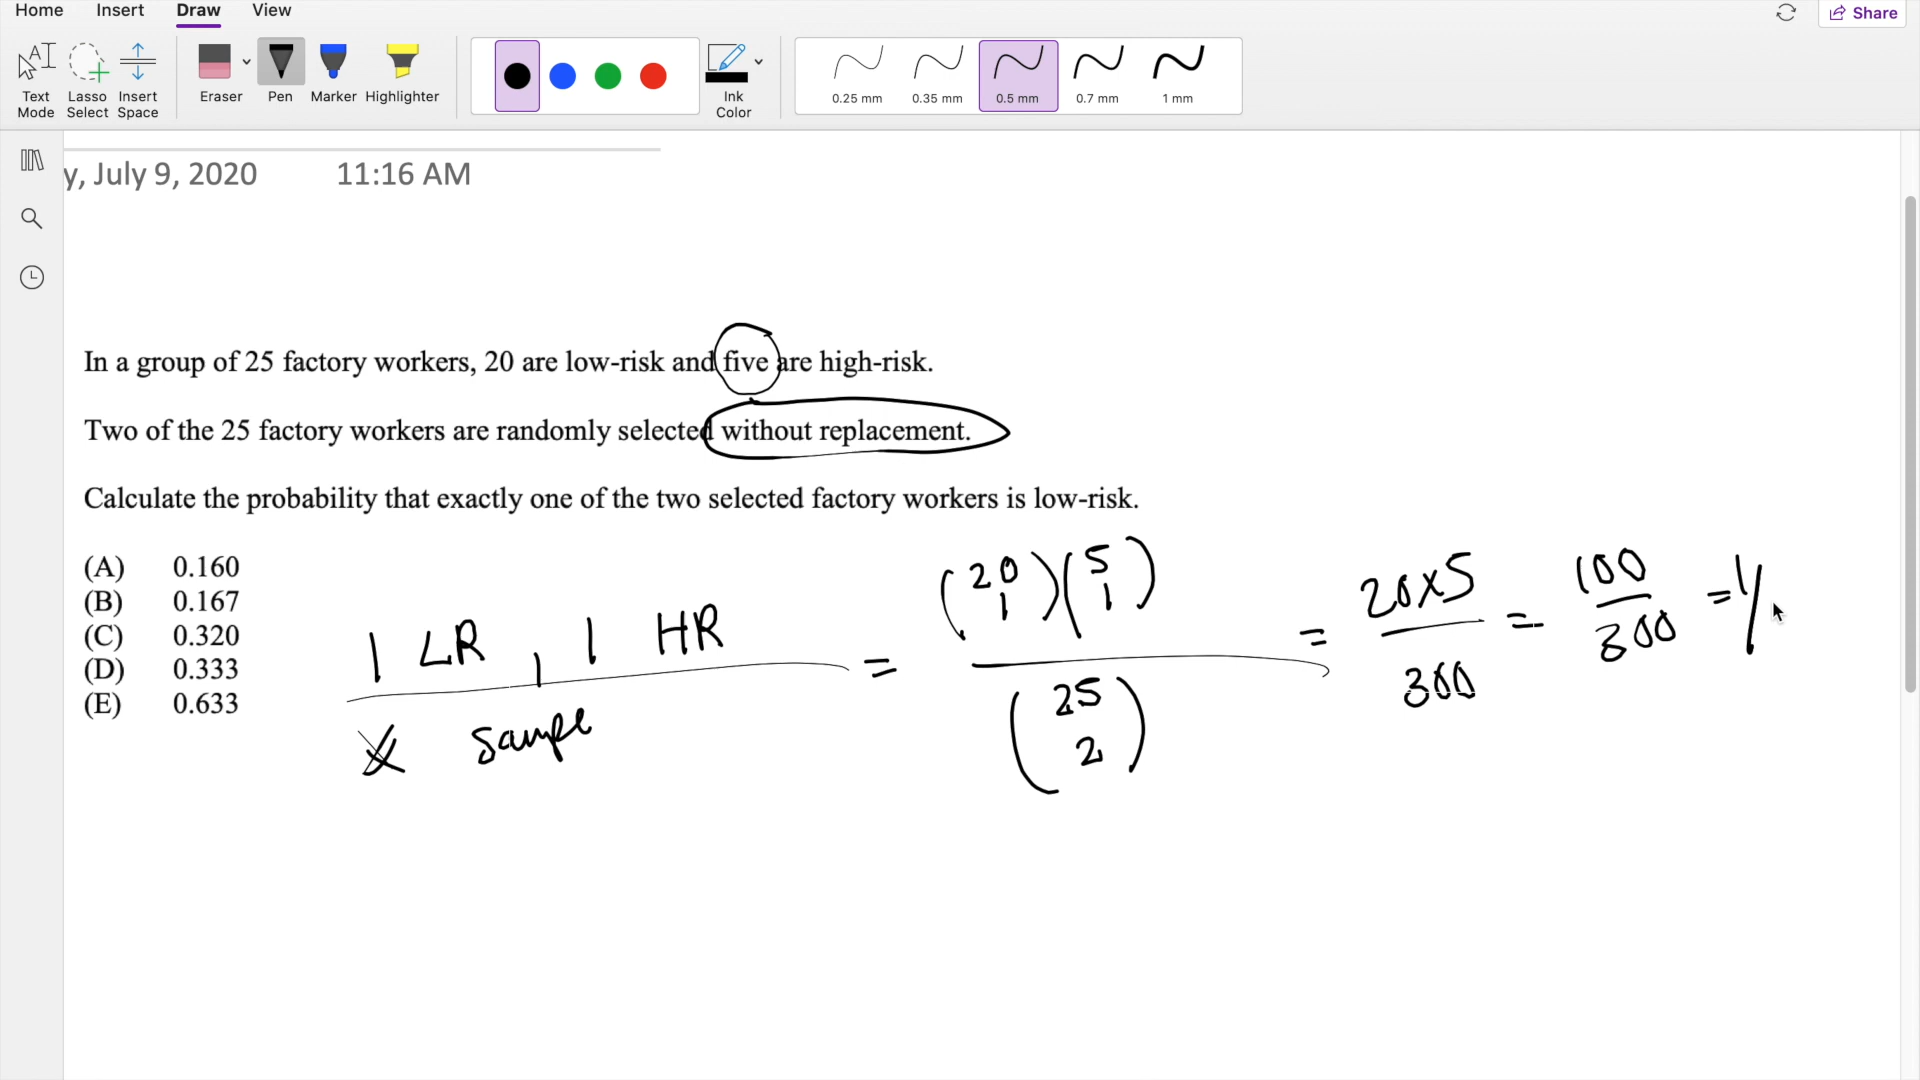 Home Insert Draw View
Share
AI
Text Mode
Lasso Select
Insert Space
Eraser
Pen
Marker
Highlighter
Ink Color
0.25 mm
0.35 mm
0.5 mm
0.7 mm
1 mm
y, July 9, 2020 11:16 AM
In a group of 25 factory workers, 20 are low-risk and five are high-risk.
Two of the 25 factory workers are randomly selected without replacement.
Calculate the probability that exactly one of the two selected factory workers is low-risk.
(A) 0.160
(B) 0.167
(C) 0.320
(D) 0.333
(E) 0.633
1 LR , 1 HR
sample
=
(20 1)(5 1)
(25 2)
= 20x5
300
= 100
300
= 1/